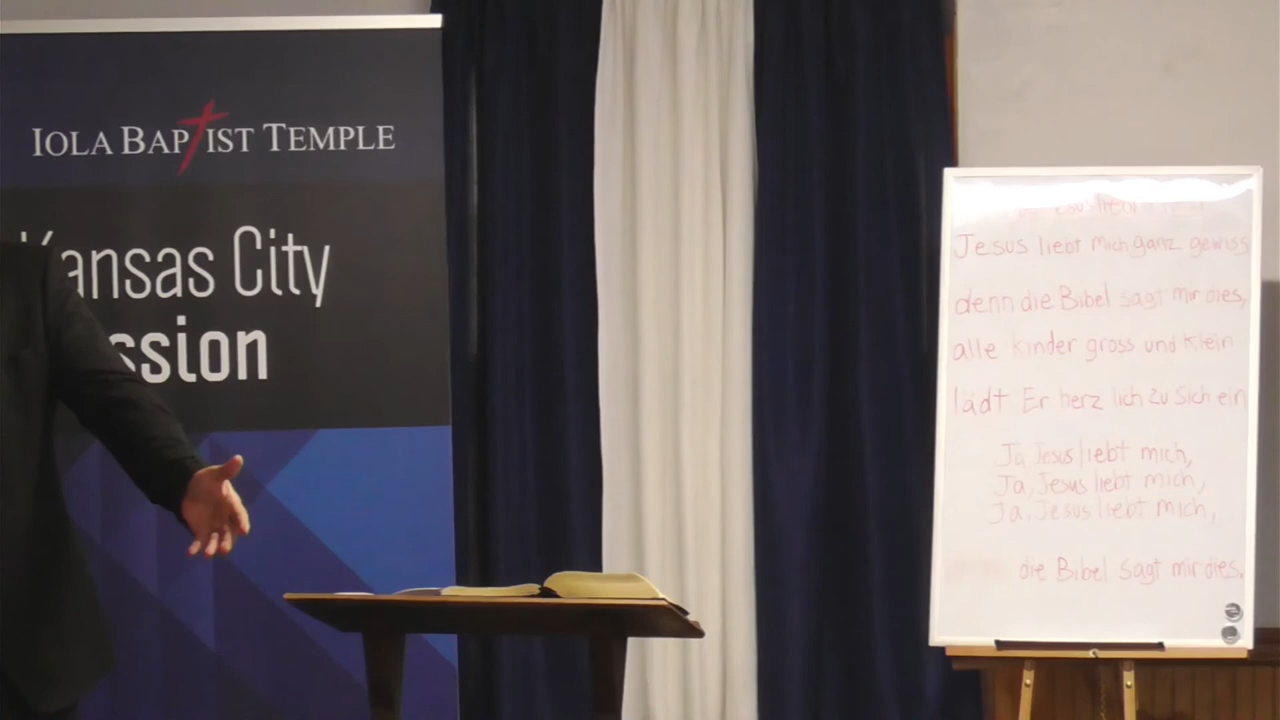 IOLA BAPTIST TEMPLE
Kansas City
ssion
Jesus liebt mich ganz gewiss
denn die Bibel sagt mir dies,
alle kinder gross und klein
lädt Er herz lich zu Sich ein
Ja, Jesus liebt mich,
Ja, Jesus liebt mich,
Ja, Jesus liebt mich,
die Bibel sagt mir dies.